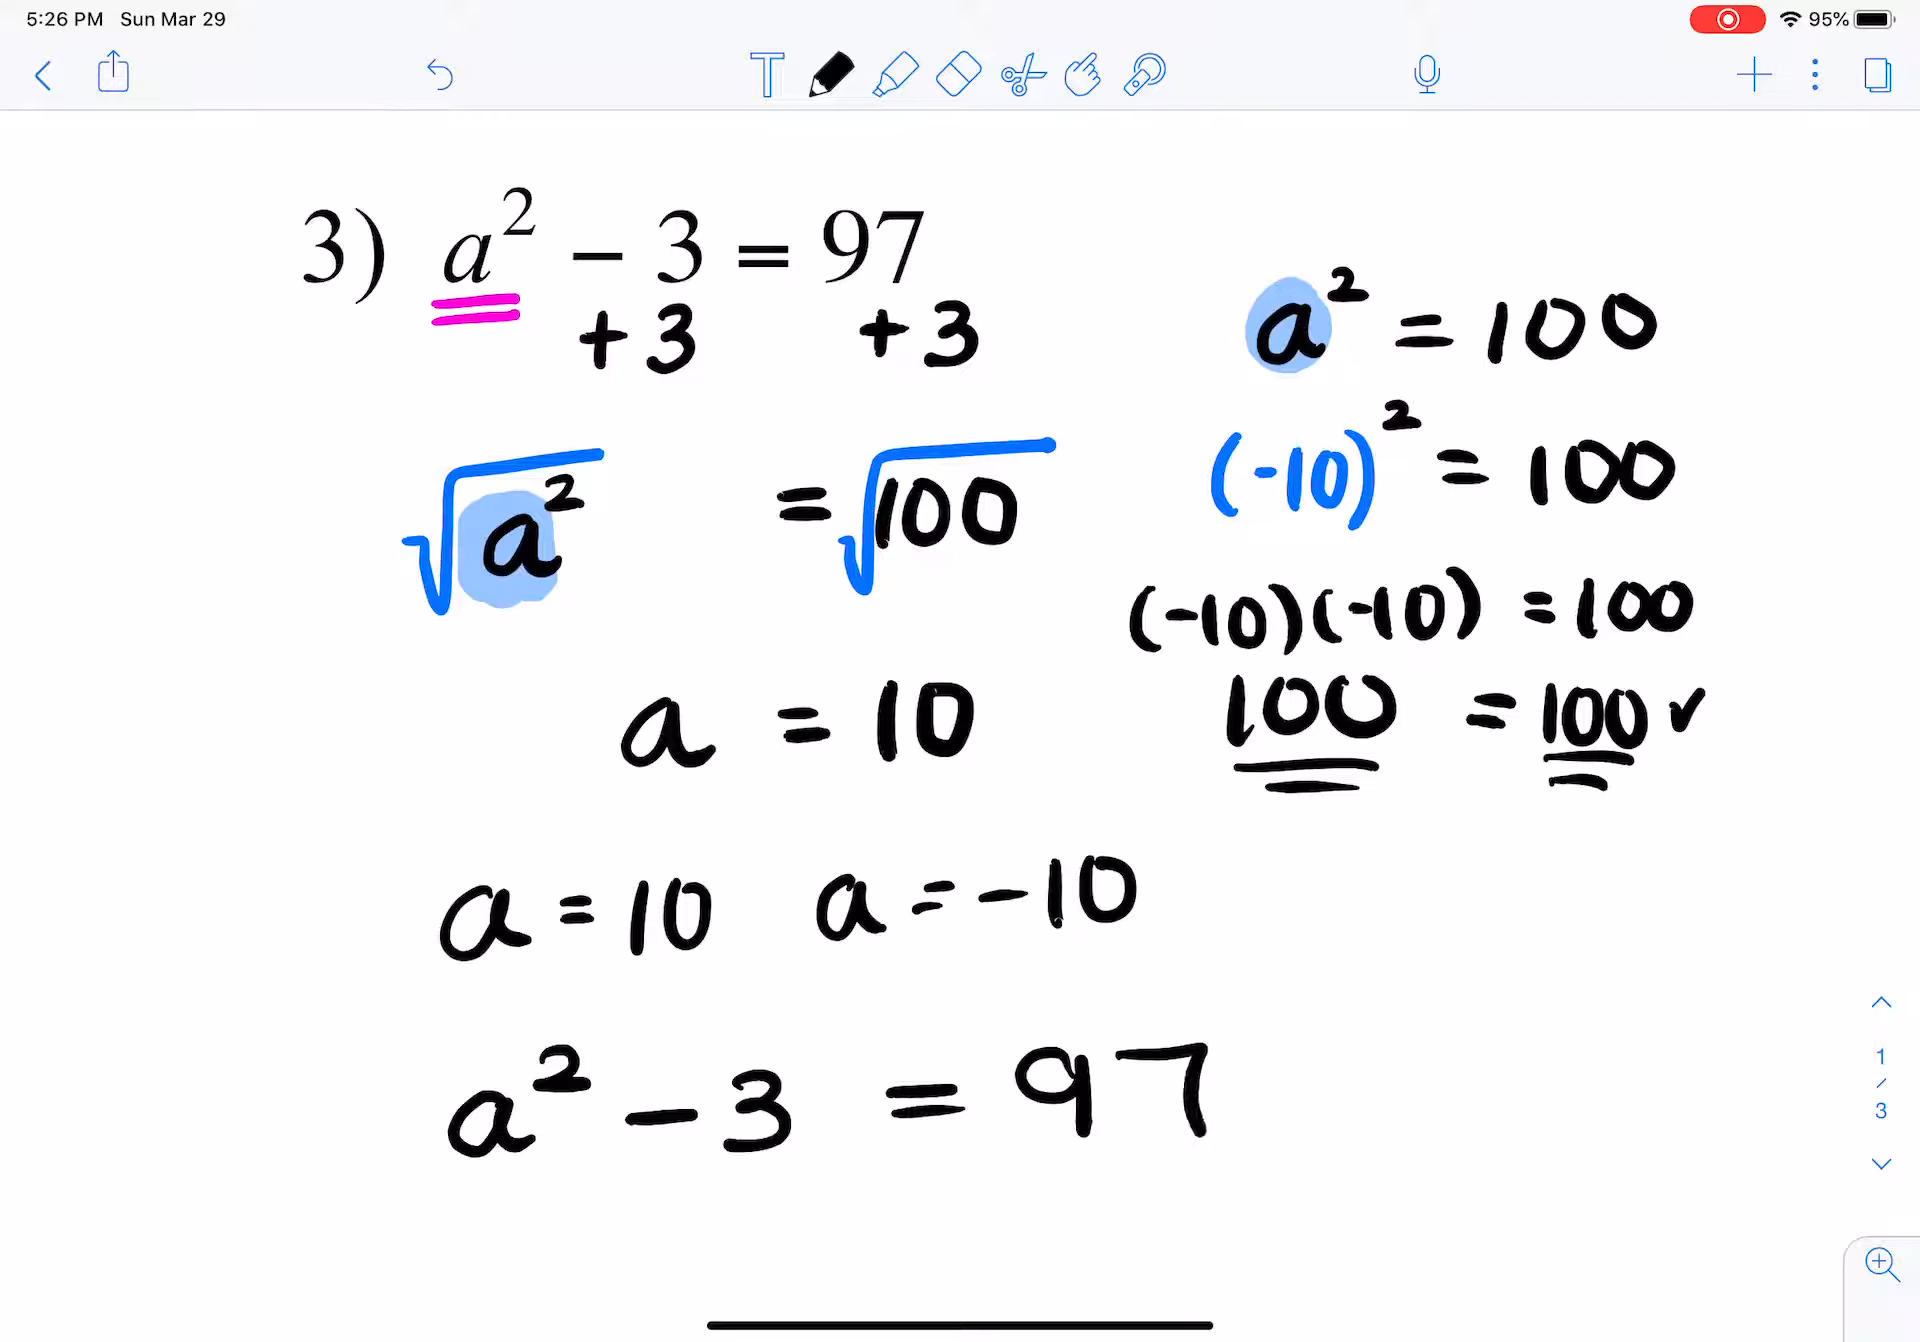 5:26 PM Sun Mar 29
95%
T
3) a² − 3 = 97
+3 +3
√a² = √100
a = 10
a = 10 a = -10
a² − 3 = 97
a² = 100
(-10)² = 100
(-10)(-10) = 100
100 = 100 ✓
1
/
3